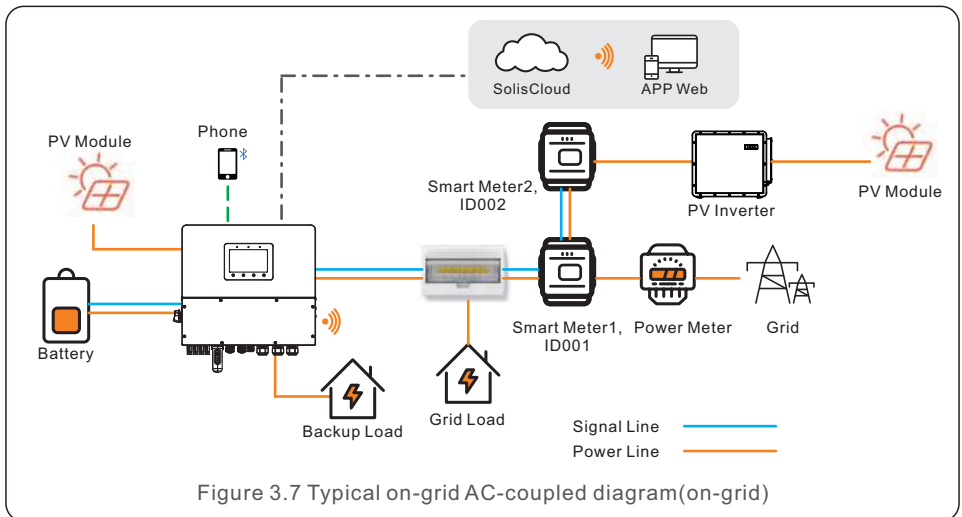 SolisCloud
APP Web
Phone
PV Module
Smart Meter2,
ID002
PV Inverter
PV Module
Battery
Smart Meter1,
ID001
Power Meter
Grid
Backup Load
Grid Load
Signal Line
Power Line
Figure 3.7 Typical on-grid AC-coupled diagram(on-grid)